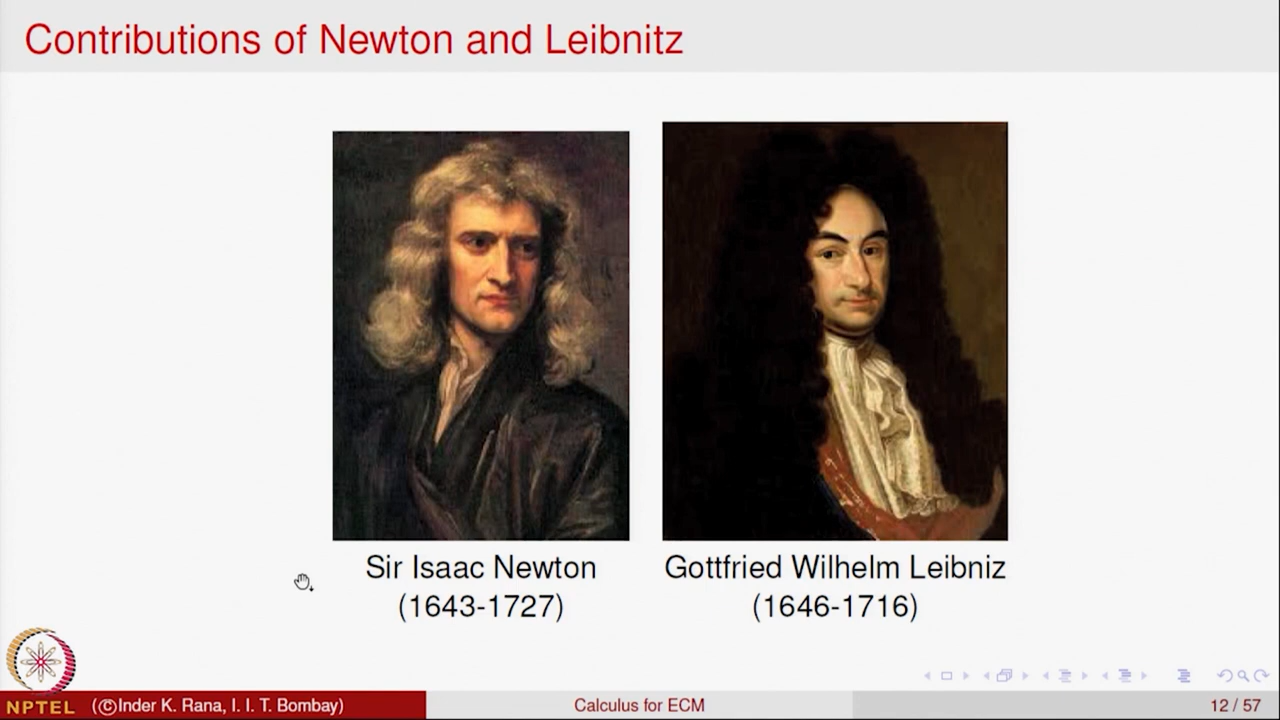 Contributions of Newton and Leibnitz
Sir Isaac Newton
(1643-1727)
Gottfried Wilhelm Leibniz
(1646-1716)
NPTEL
(©Inder K. Rana, I. I. T. Bombay)
Calculus for ECM
12 / 57